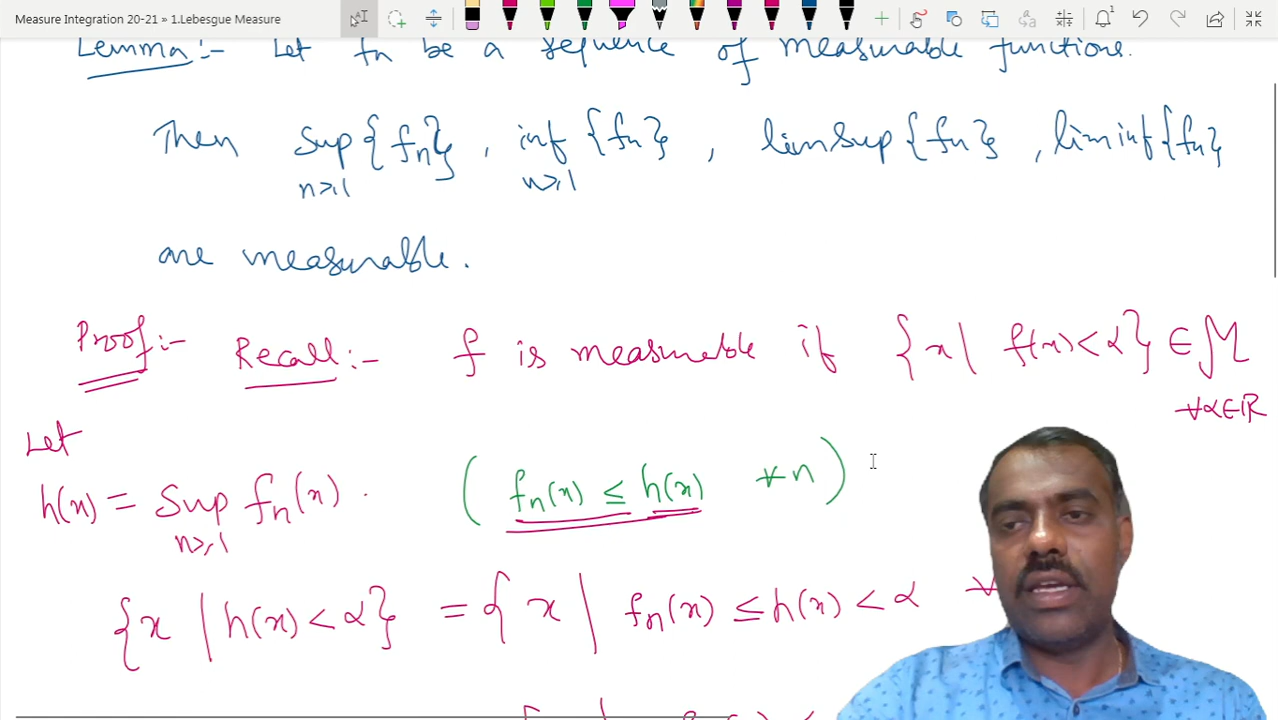 Measure Integration 20-21 » 1.Lebesgue Measure
Lemma:- Let fn be a sequence of measurable functions.
Then sup{fn}, inf{fn}, limsup{fn}, liminf{fn}
n≥1 n≥1
are measurable.
Proof:- Recall:- f is measurable if {x| f(x)<α} ∈ M
∀α∈ℝ
Let
h(x) = sup fn(x). (fn(x) ≤ h(x) ∀n)
n≥1
{x | h(x)<α} = {x | fn(x) ≤ h(x) < α ∀